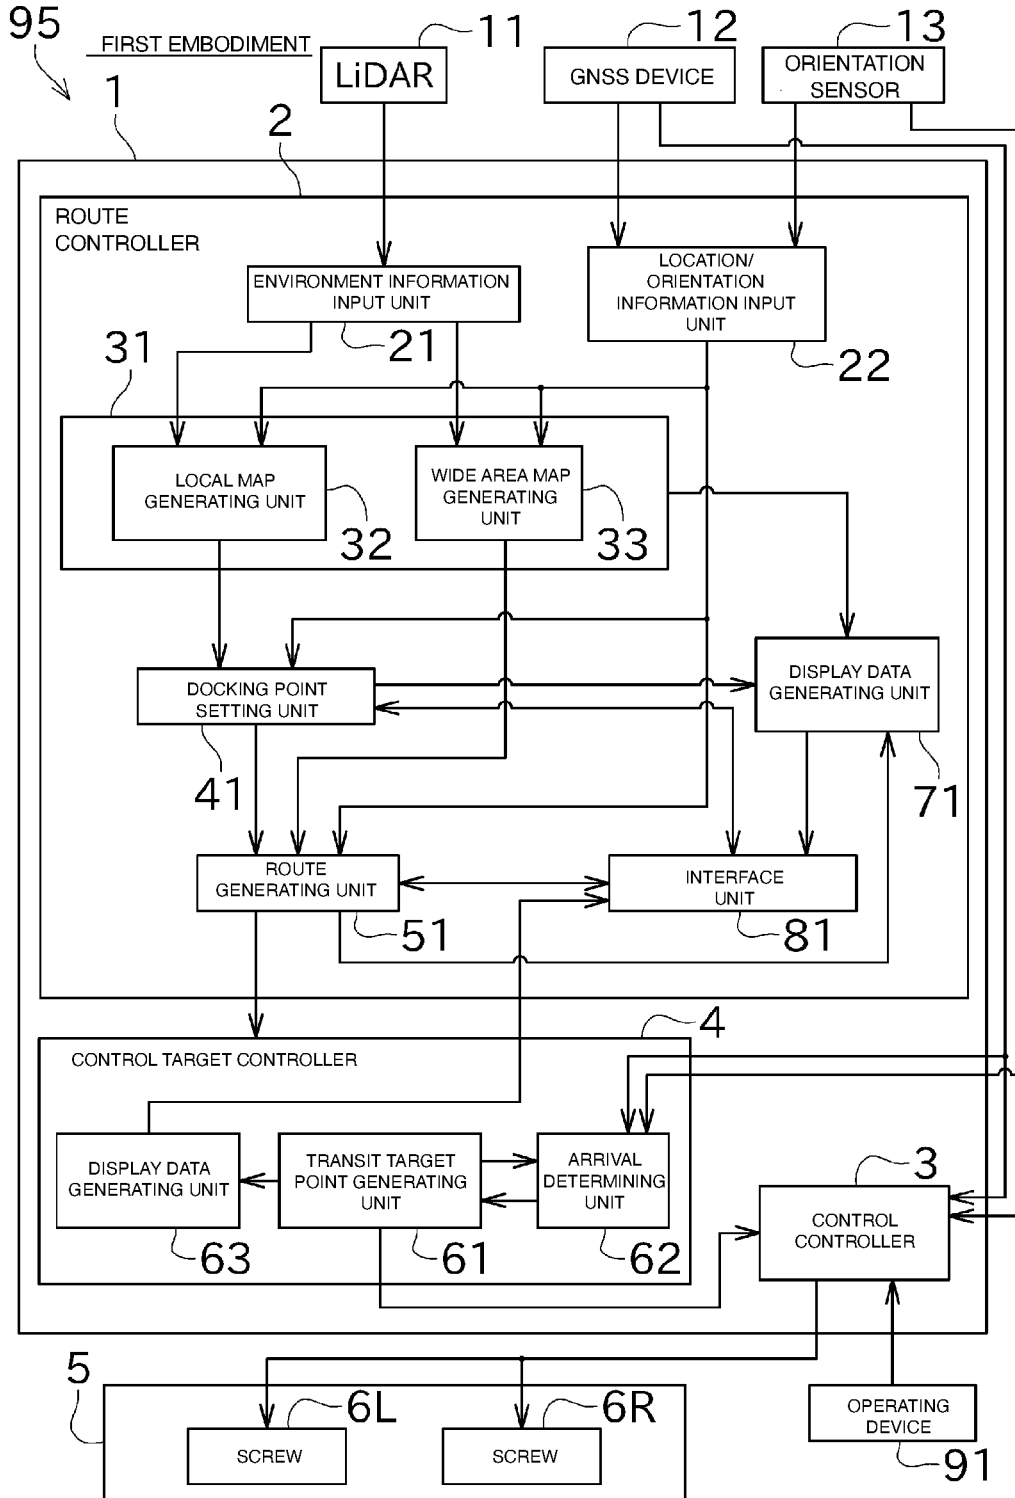 95
FIRST EMBODIMENT
11
12
13
LiDAR
GNSS DEVICE
ORIENTATION
SENSOR
1
2
ROUTE
CONTROLLER
ENVIRONMENT INFORMATION
INPUT UNIT
21
LOCATION/
ORIENTATION
INFORMATION INPUT
UNIT
22
31
LOCAL MAP
GENERATING UNIT
32
WIDE AREA MAP
GENERATING
UNIT
33
DOCKING POINT
SETTING UNIT
41
DISPLAY DATA
GENERATING UNIT
71
ROUTE
GENERATING UNIT
51
INTERFACE
UNIT
81
4
CONTROL TARGET CONTROLLER
DISPLAY DATA
GENERATING UNIT
63
TRANSIT TARGET
POINT GENERATING
UNIT
61
ARRIVAL
DETERMINING
UNIT
62
3
CONTROL
CONTROLLER
5
6L
SCREW
6R
SCREW
OPERATING
DEVICE
91